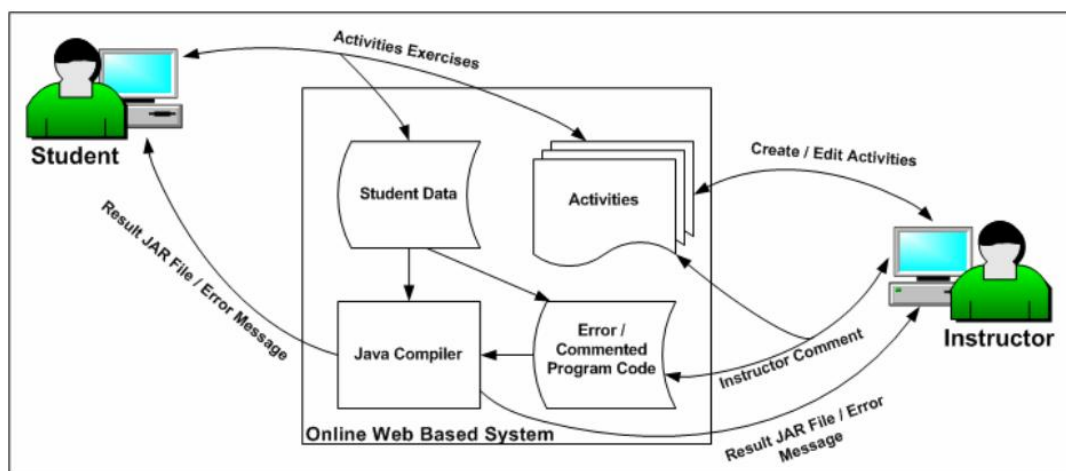 Activities Exercises
Student
Student Data
Activities
Create / Edit Activities
Result JAR File / Error Message
Java Compiler
Error /
Commented
Program Code
Instructor Comment
Instructor
Online Web Based System
Result JAR File / Error
Message